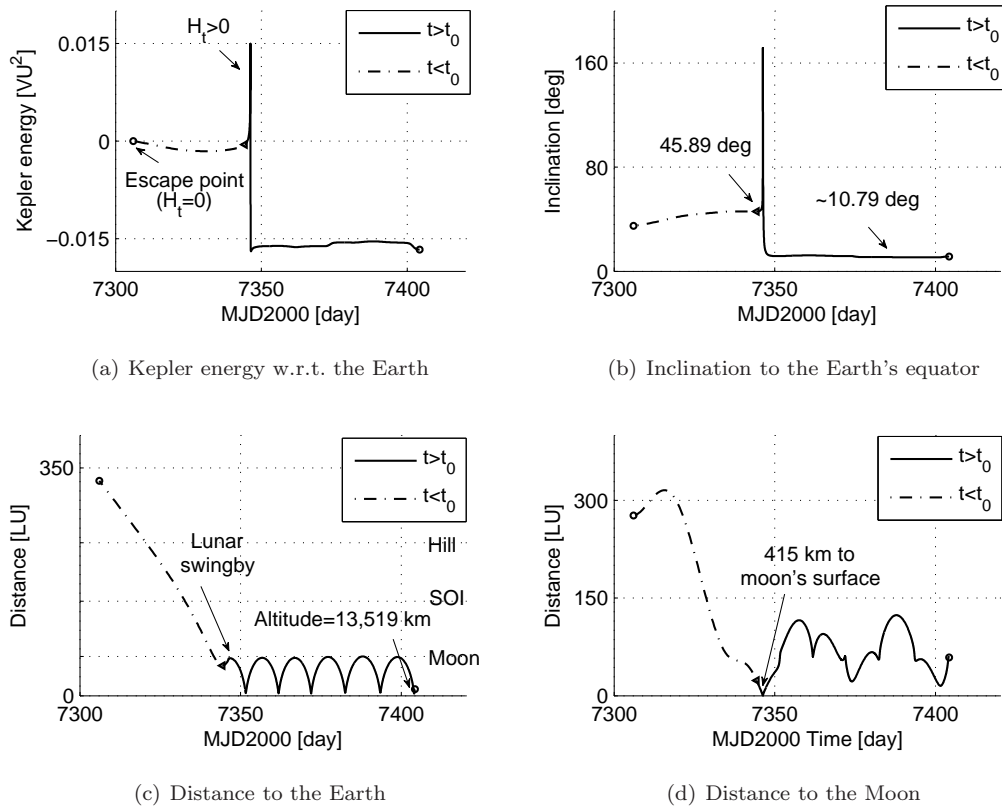 H_t>0
t>t_0
t<t_0
0.015
0
−0.015
Kepler energy [VU^2]
Escape point
(H_t=0)
7300 7350 7400
MJD2000 [day]
(a) Kepler energy w.r.t. the Earth
t>t_0
t<t_0
160
80
0
Inclination [deg]
45.89 deg
~10.79 deg
7300 7350 7400
MJD2000 [day]
(b) Inclination to the Earth's equator
t>t_0
t<t_0
350
0
Distance [LU]
Lunar
swingby
Hill
SOI
Altitude=13,519 km
Moon
7300 7350 7400
MJD2000 [day]
(c) Distance to the Earth
t>t_0
t<t_0
300
150
0
Distance [LU]
415 km to
moon's surface
7300 7350 7400
MJD2000 Time [day]
(d) Distance to the Moon